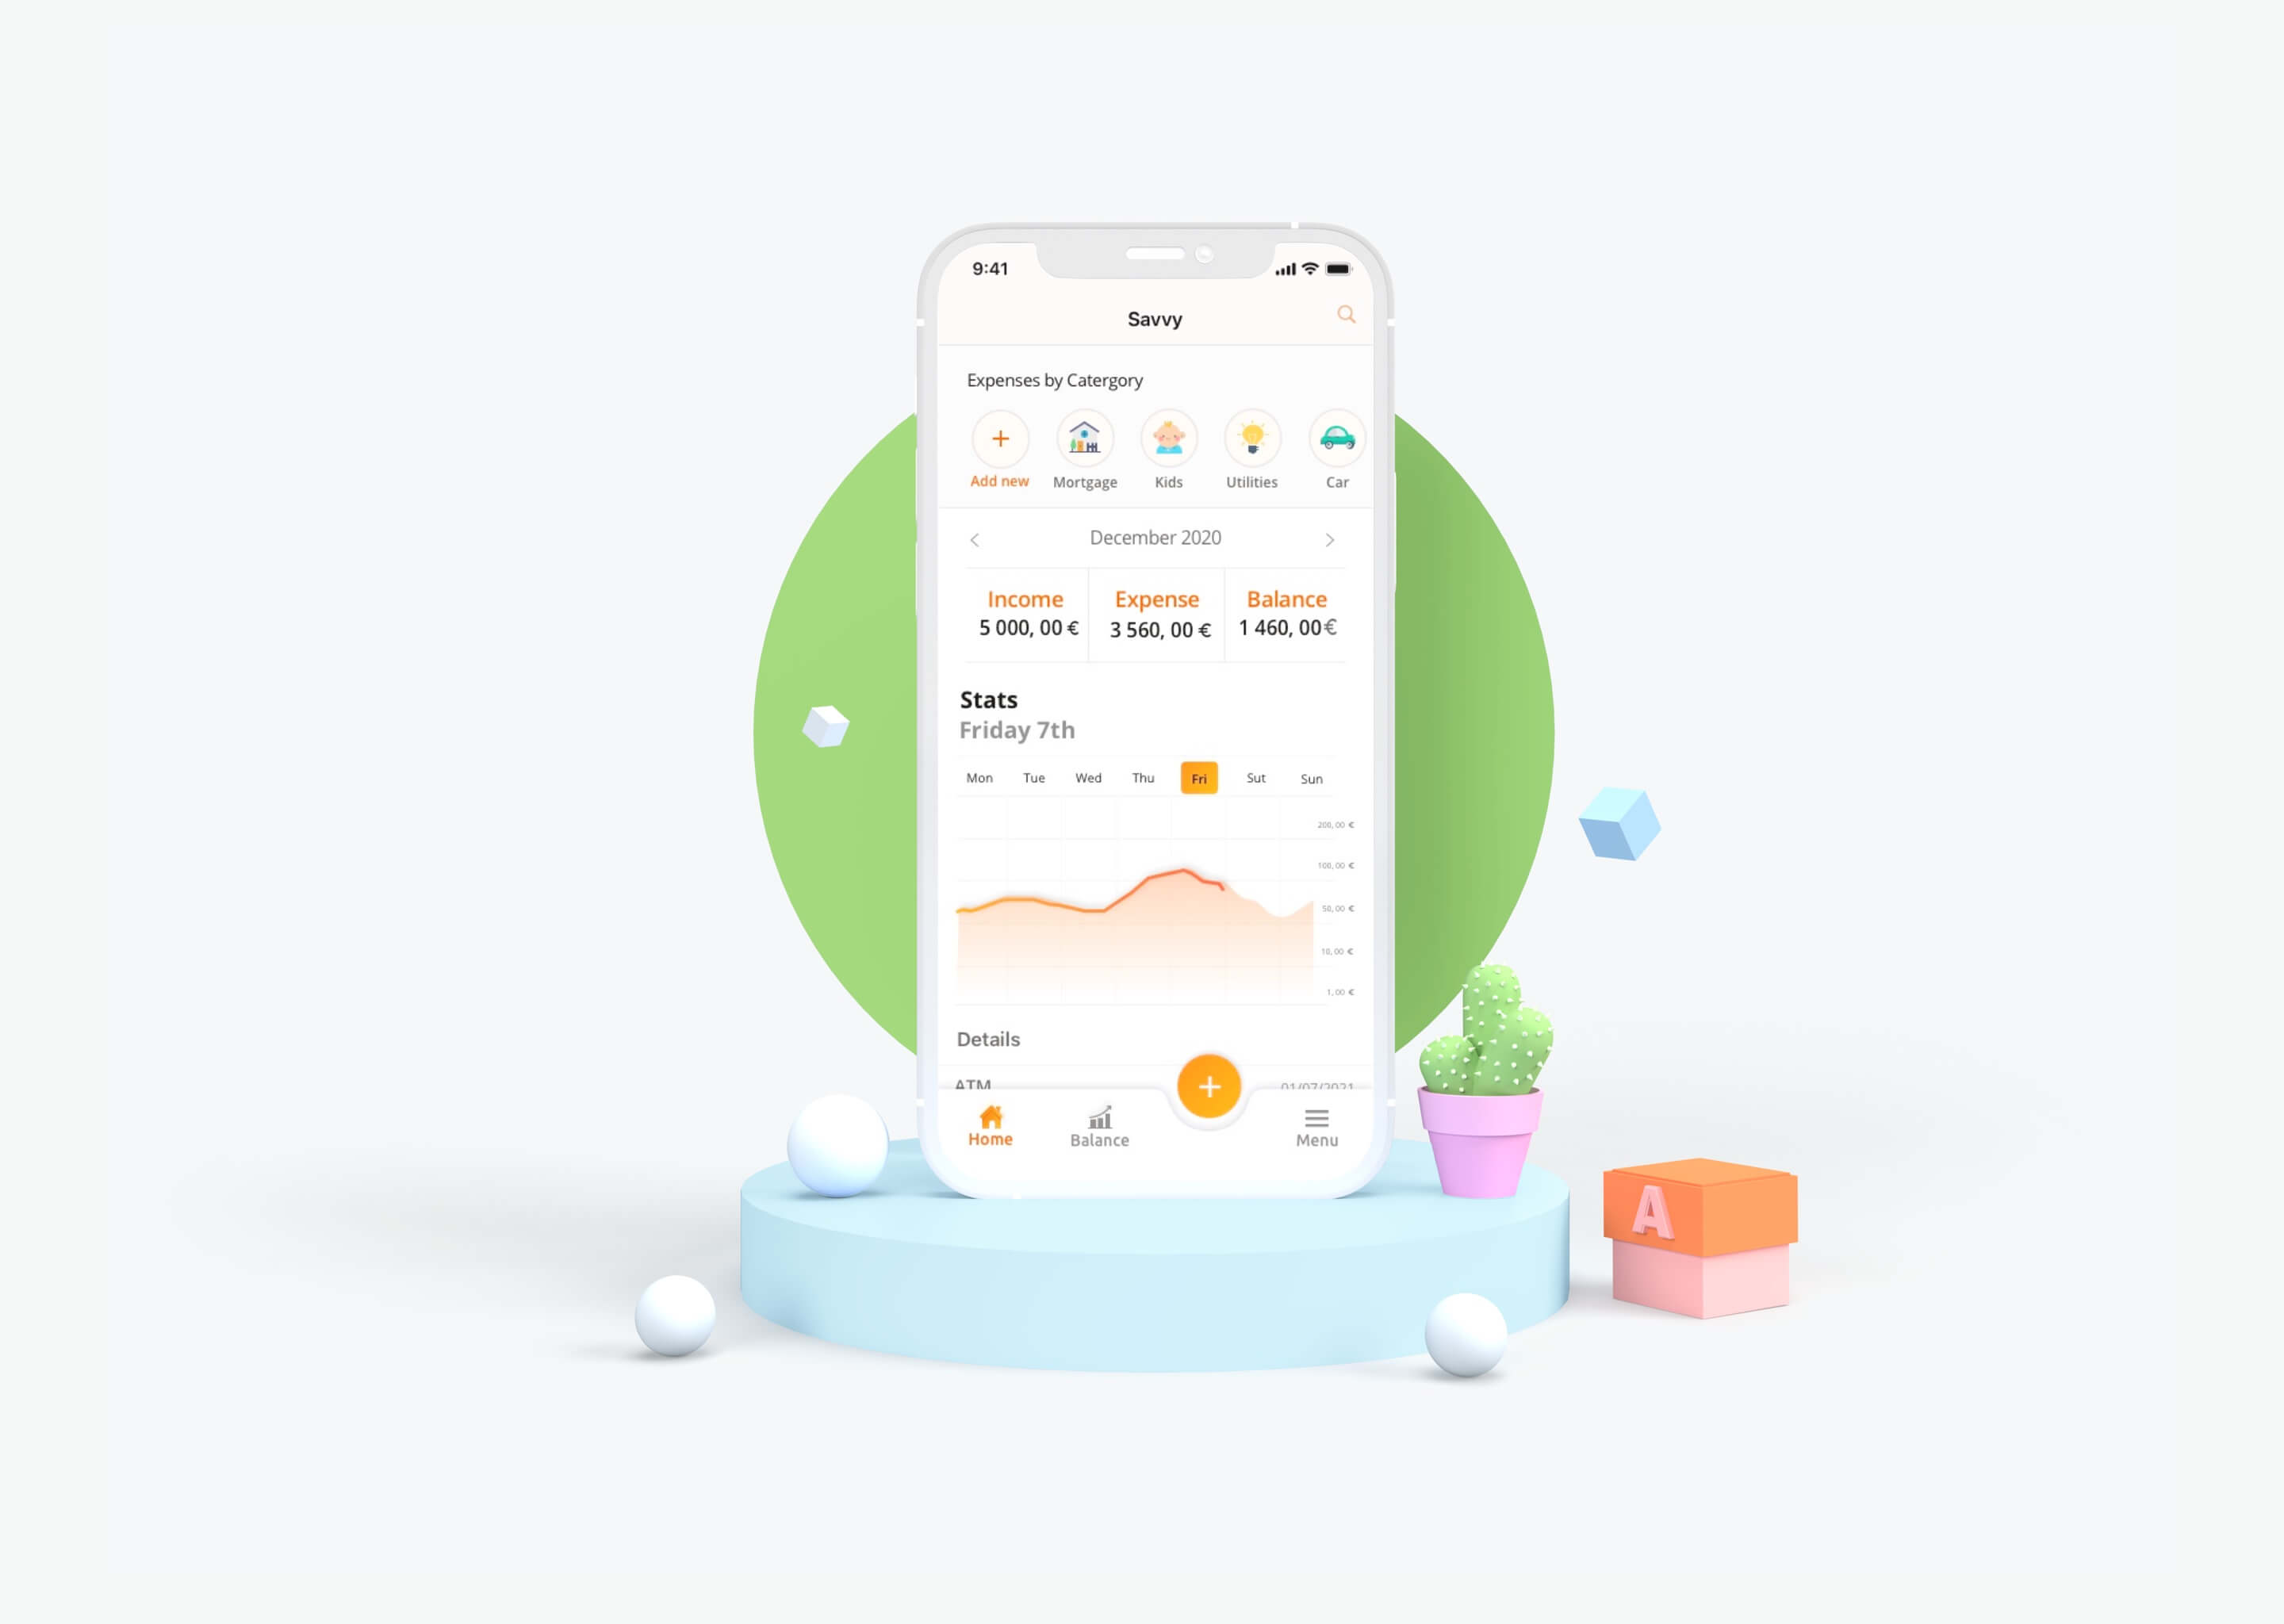 9:41
Savvy
Expenses by Catergory
Add new Mortgage Kids Utilities Car
December 2020
Income Expense Balance
5 000, 00 € 3 560, 00 € 1 460, 00 €
Stats
Friday 7th
Mon Tue Wed Thu Fri Sut Sun
200,00 €
100,00 €
50,00 €
10,00 €
1,00 €
Details
ATM 01/07/2021
Home Balance Menu
A